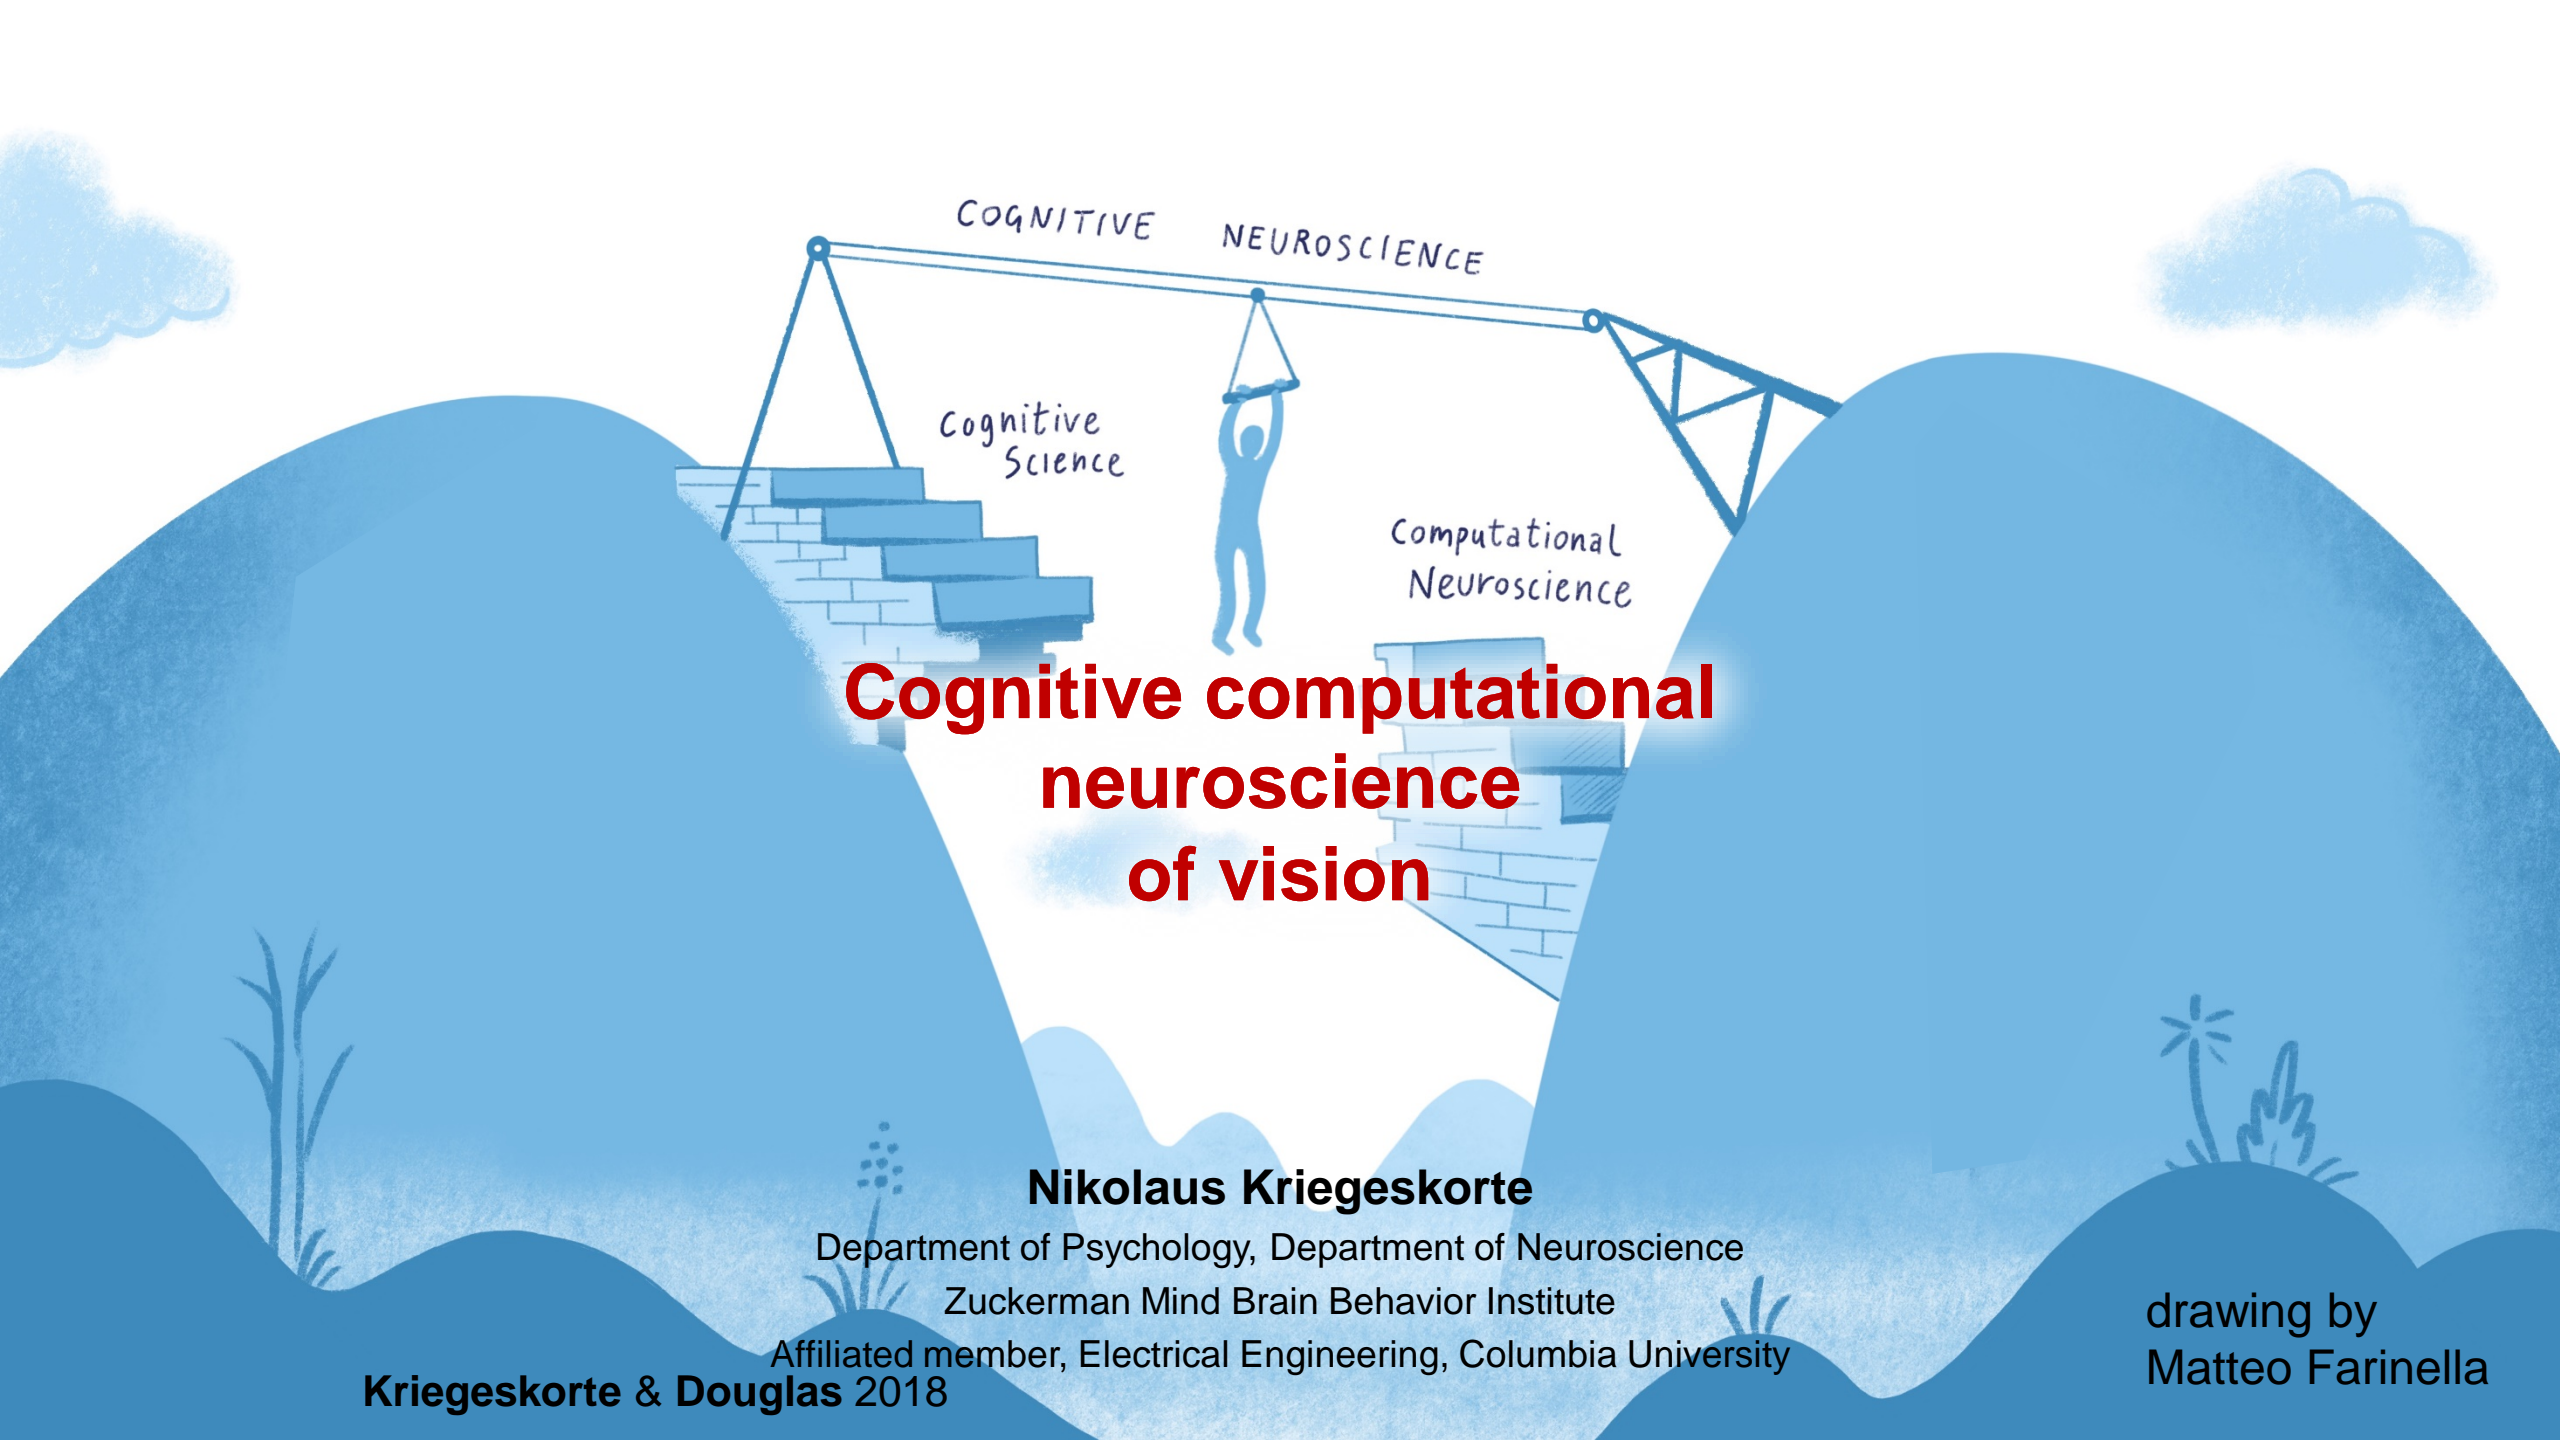 COGNITIVE NEUROSCIENCE
Cognitive
Science
Computational
Neuroscience
Cognitive computational
neuroscience
of vision
Nikolaus Kriegeskorte
Department of Psychology, Department of Neuroscience
Zuckerman Mind Brain Behavior Institute
Affiliated member, Electrical Engineering, Columbia University
Kriegeskorte & Douglas 2018
drawing by
Matteo Farinella